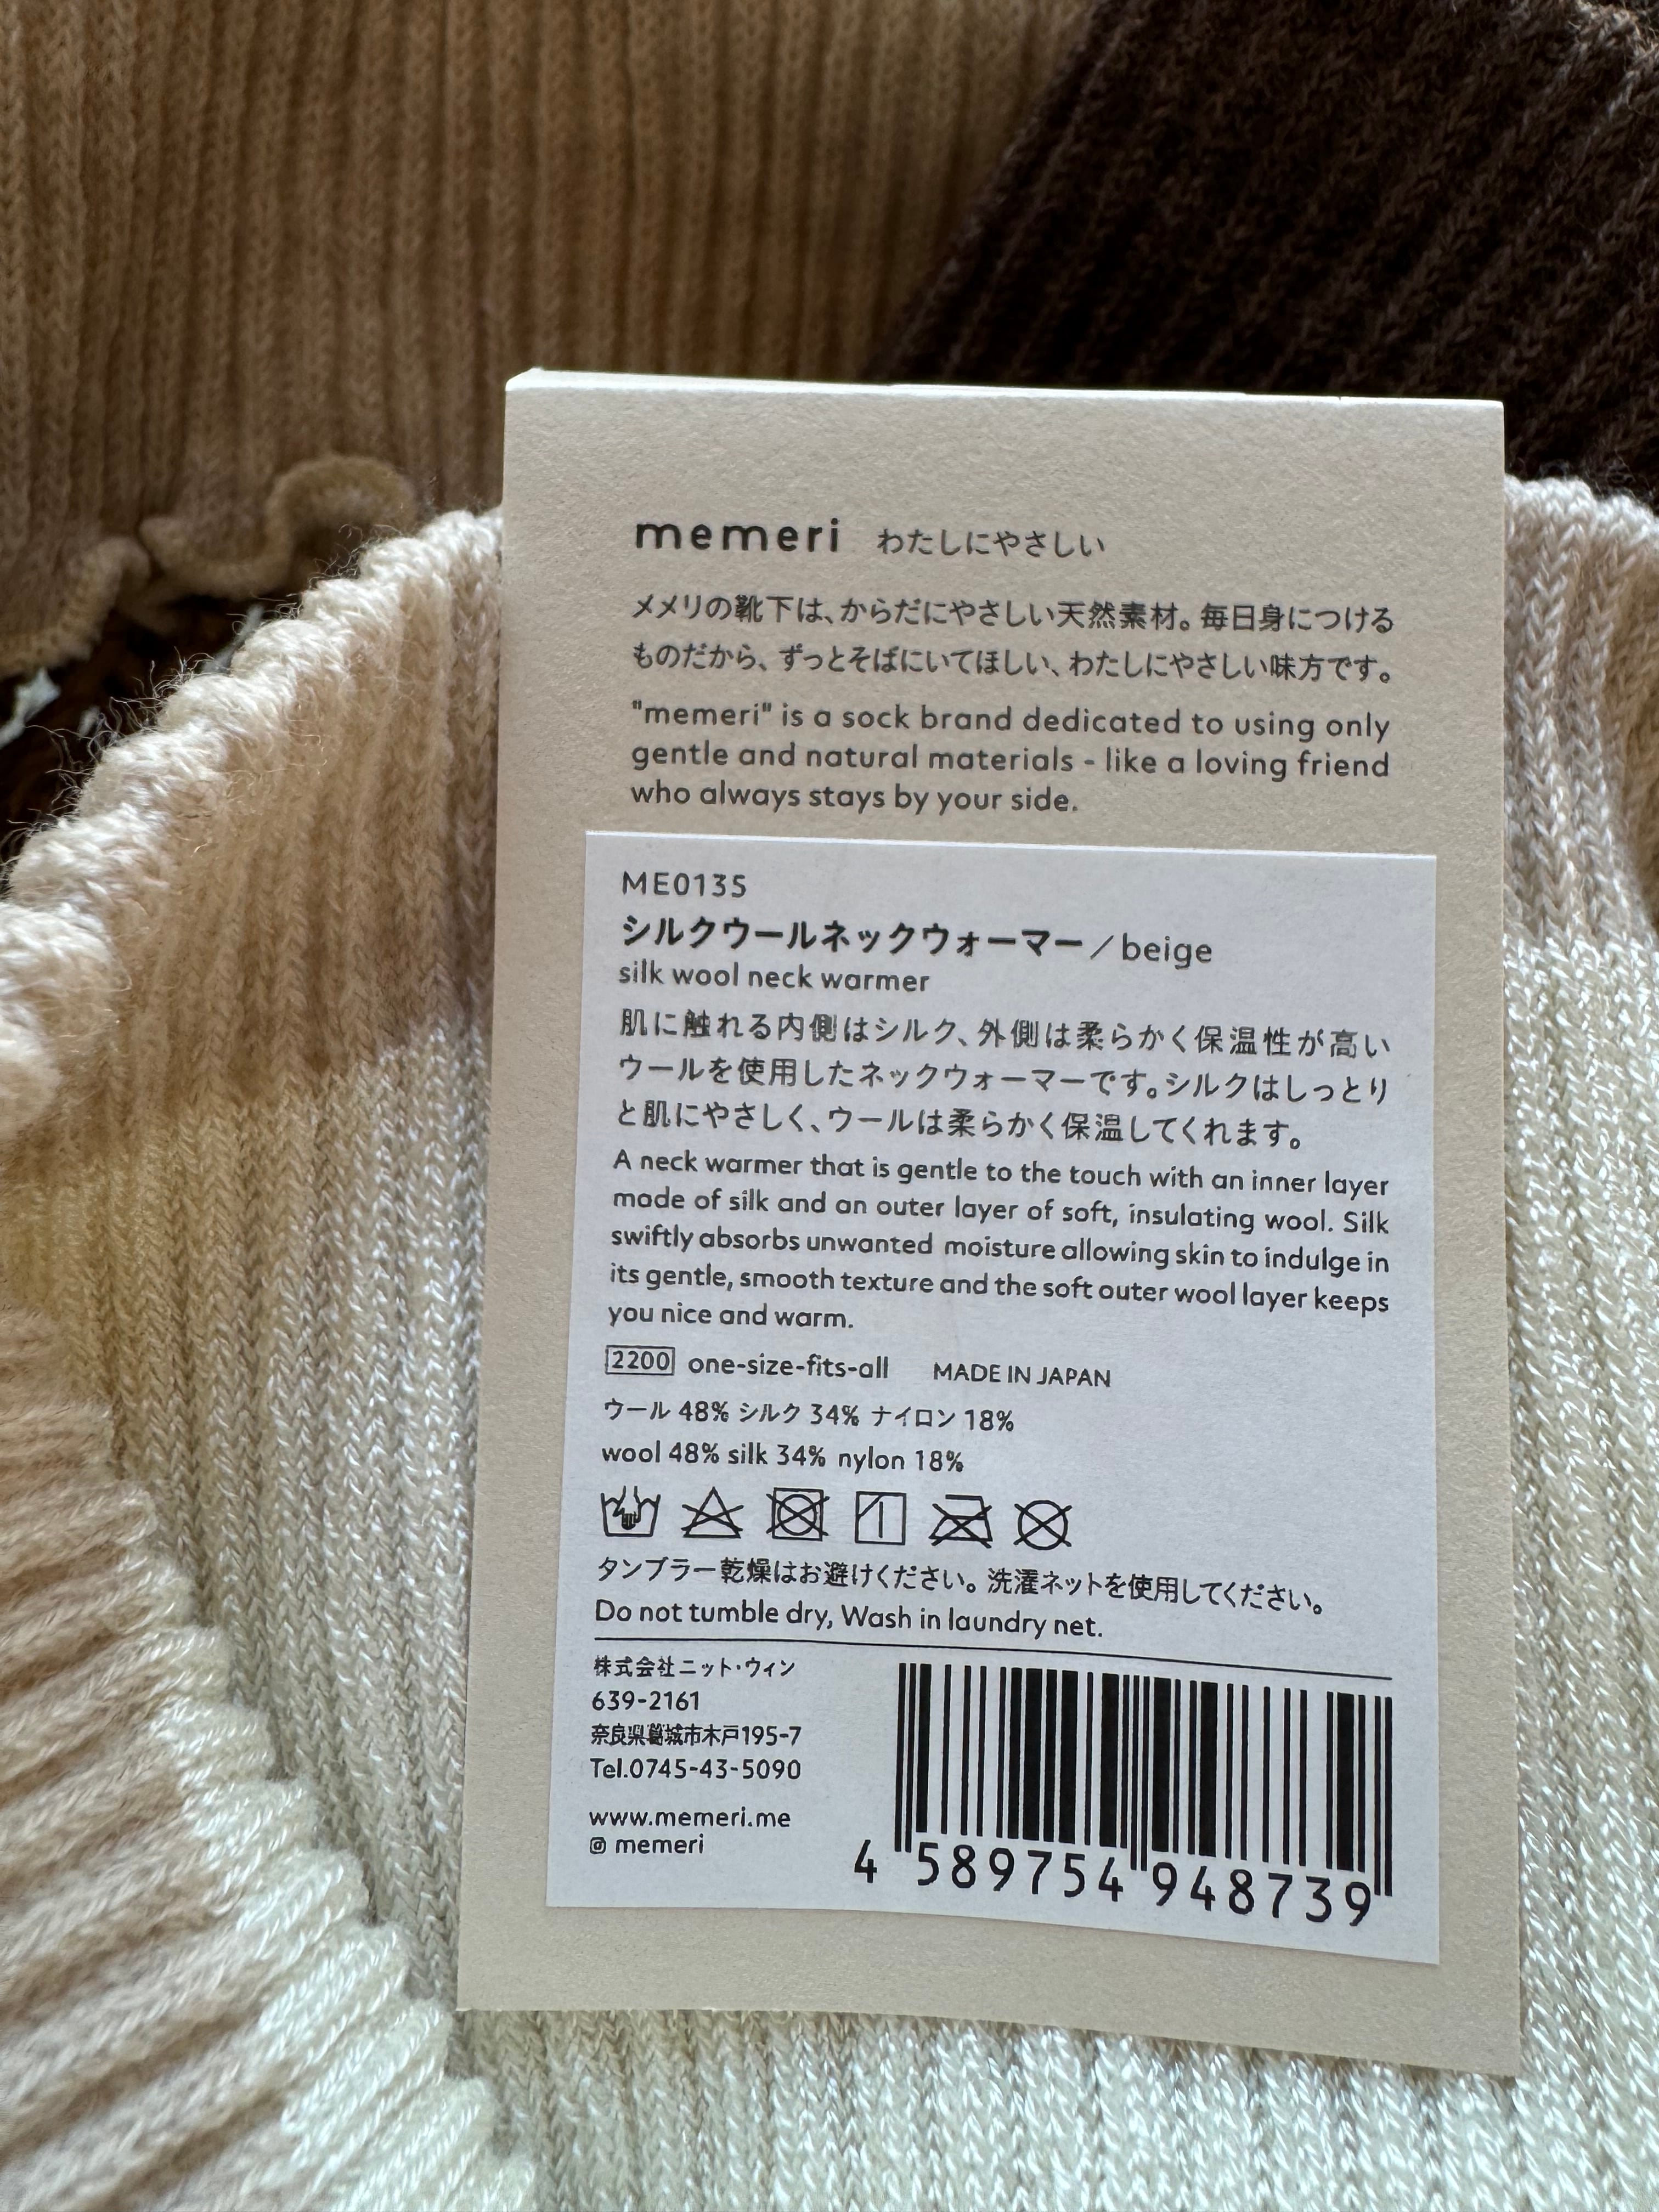 memeri わたしにやさしい
メメリの靴下は、からだにやさしい天然素材。毎日身につける
ものだから、ずっとそばにいてほしい、わたしにやさしい味方です。
"memeri" is a sock brand dedicated to using only
gentle and natural materials - like a loving friend
who always stays by your side.
ME0135
シルクウールネックウォーマー／beige
silk wool neck warmer
肌に触れる内側はシルク、外側は柔らかく保温性が高い
ウールを使用したネックウォーマーです。シルクはしっとり
と肌にやさしく、ウールは柔らかく保温してくれます。
A neck warmer that is gentle to the touch with an inner layer
made of silk and an outer layer of soft, insulating wool. Silk
swiftly absorbs unwanted moisture allowing skin to indulge in
its gentle, smooth texture and the soft outer wool layer keeps
you nice and warm.
2200 one-size-fits-all MADE IN JAPAN
ウール 48% シルク 34% ナイロン 18%
wool 48% silk 34% nylon 18%
タンブラー乾燥はお避けください。洗濯ネットを使用してください。
Do not tumble dry, Wash in laundry net.
株式会社ニット・ウィン
639-2161
奈良県葛城市木戸195-7
Tel.0745-43-5090
www.memeri.me
@ memeri
4 589754 948739